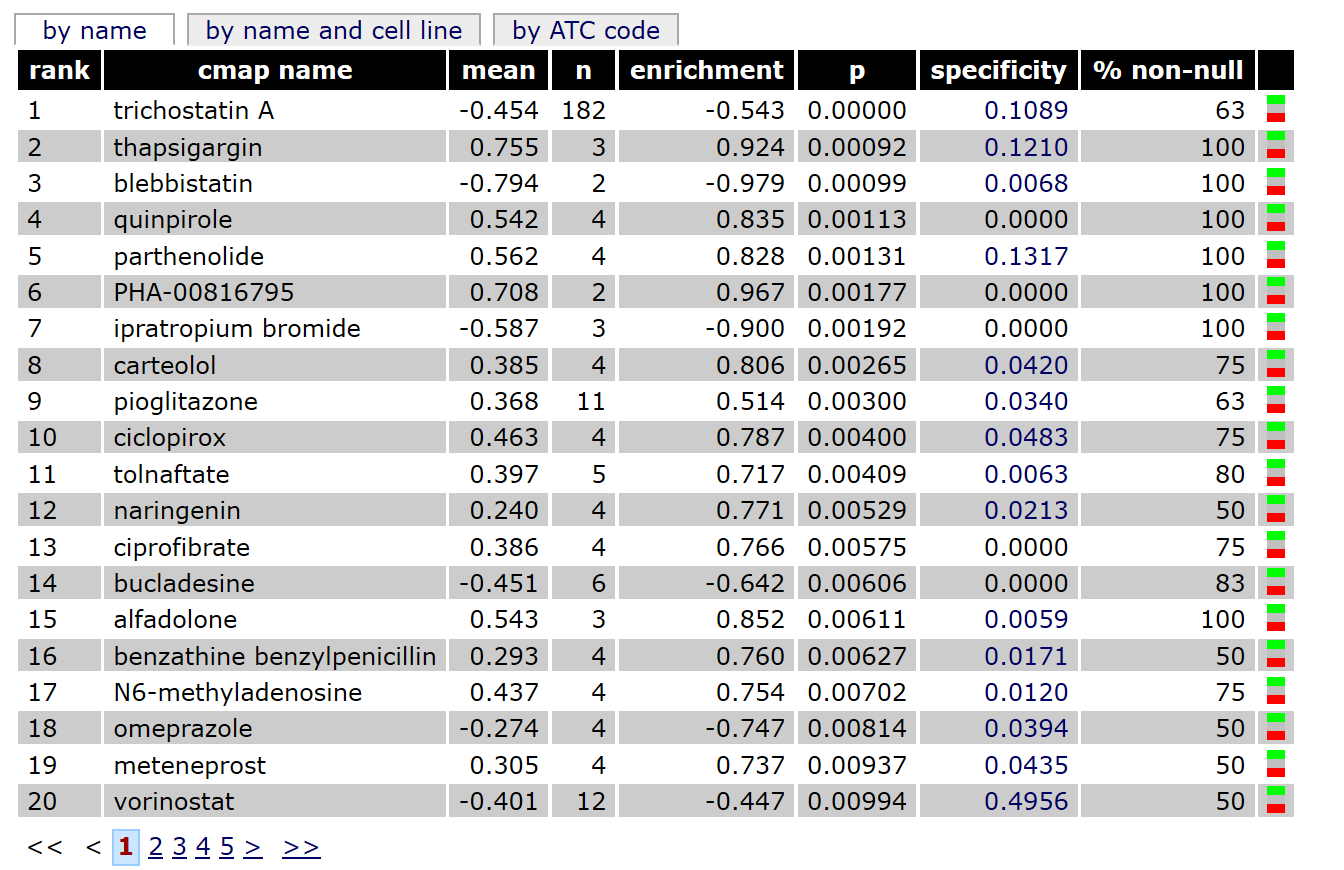 by name by name and cell line by ATC code
rank cmap name mean n enrichment p specificity % non-null
1 trichostatin A -0.454 182 -0.543 0.00000 0.1089 63
2 thapsigargin 0.755 3 0.924 0.00092 0.1210 100
3 blebbistatin -0.794 2 -0.979 0.00099 0.0068 100
4 quinpirole 0.542 4 0.835 0.00113 0.0000 100
5 parthenolide 0.562 4 0.828 0.00131 0.1317 100
6 PHA-00816795 0.708 2 0.967 0.00177 0.0000 100
7 ipratropium bromide -0.587 3 -0.900 0.00192 0.0000 100
8 carteolol 0.385 4 0.806 0.00265 0.0420 75
9 pioglitazone 0.368 11 0.514 0.00300 0.0340 63
10 ciclopirox 0.463 4 0.787 0.00400 0.0483 75
11 tolnaftate 0.397 5 0.717 0.00409 0.0063 80
12 naringenin 0.240 4 0.771 0.00529 0.0213 50
13 ciprofibrate 0.386 4 0.766 0.00575 0.0000 75
14 bucladesine -0.451 6 -0.642 0.00606 0.0000 83
15 alfadolone 0.543 3 0.852 0.00611 0.0059 100
16 benzathine benzylpenicillin 0.293 4 0.760 0.00627 0.0171 50
17 N6-methyladenosine 0.437 4 0.754 0.00702 0.0120 75
18 omeprazole -0.274 4 -0.747 0.00814 0.0394 50
19 meteneprost 0.305 4 0.737 0.00937 0.0435 50
20 vorinostat -0.401 12 -0.447 0.00994 0.4956 50
<< < 1 2 3 4 5 > >>